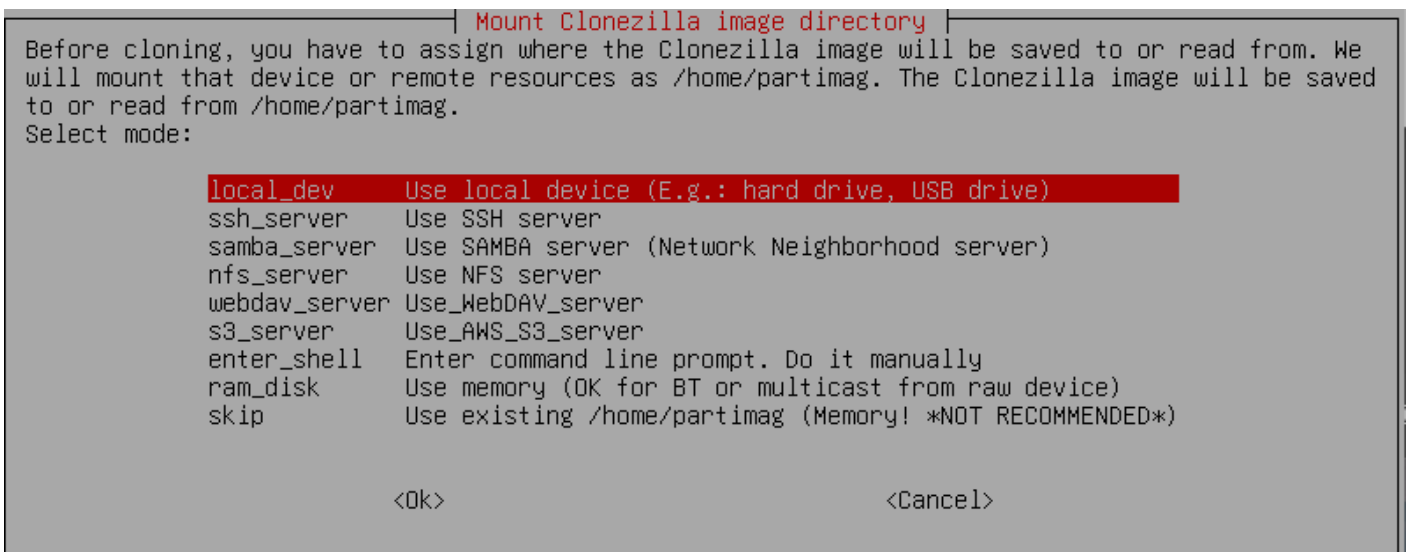 Mount Clonezilla image directory
Before cloning, you have to assign where the Clonezilla image will be saved to or read from. We
will mount that device or remote resources as /home/partimag. The Clonezilla image will be saved
to or read from /home/partimag.
Select mode:
local_dev Use local device (E.g.: hard drive, USB drive)
ssh_server Use SSH server
samba_server Use SAMBA server (Network Neighborhood server)
nfs_server Use NFS server
webdav_server Use_WebDAV_server
s3_server Use_AWS_S3_server
enter_shell Enter command line prompt. Do it manually
ram_disk Use memory (OK for BT or multicast from raw device)
skip Use existing /home/partimag (Memory! *NOT RECOMMENDED*)
<Ok> <Cancel>